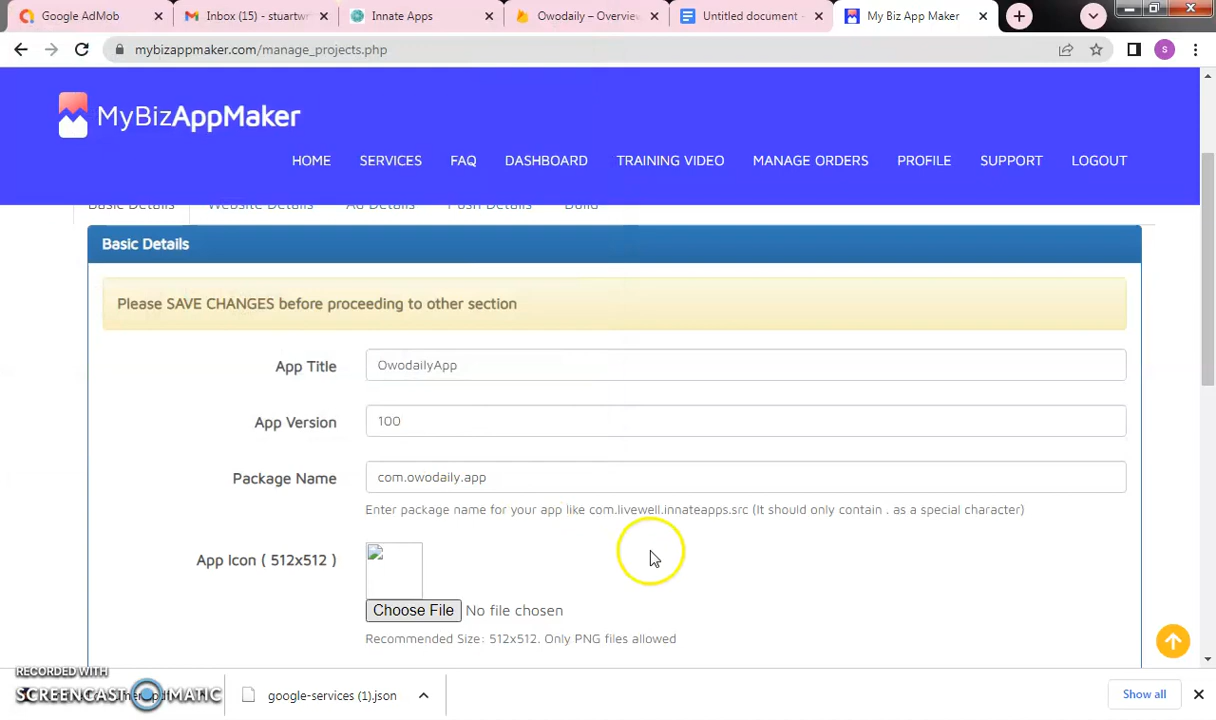 Google AdMob
Inbox (15) - stuartwr
Innate Apps
Owodaily – Overview
Untitled document -
My Biz App Maker
mybizappmaker.com/manage_projects.php
S
MyBizAppMaker
HOME
SERVICES
FAQ
DASHBOARD
TRAINING VIDEO
MANAGE ORDERS
PROFILE
SUPPORT
LOGOUT
Basic Details
Website Details
Ad Details
Push Details
Build
Basic Details
Please SAVE CHANGES before proceeding to other section
App Title
OwodailyApp
App Version
100
Package Name
com.owodaily.app
Enter package name for your app like com.livewell.innateapps.src (It should only contain . as a special character)
App Icon ( 512x512 )
Choose File No file chosen
Recommended Size: 512x512. Only PNG files allowed
RECORDED WITH
SCREENCAST MATIC
google-services (1).json
Show all